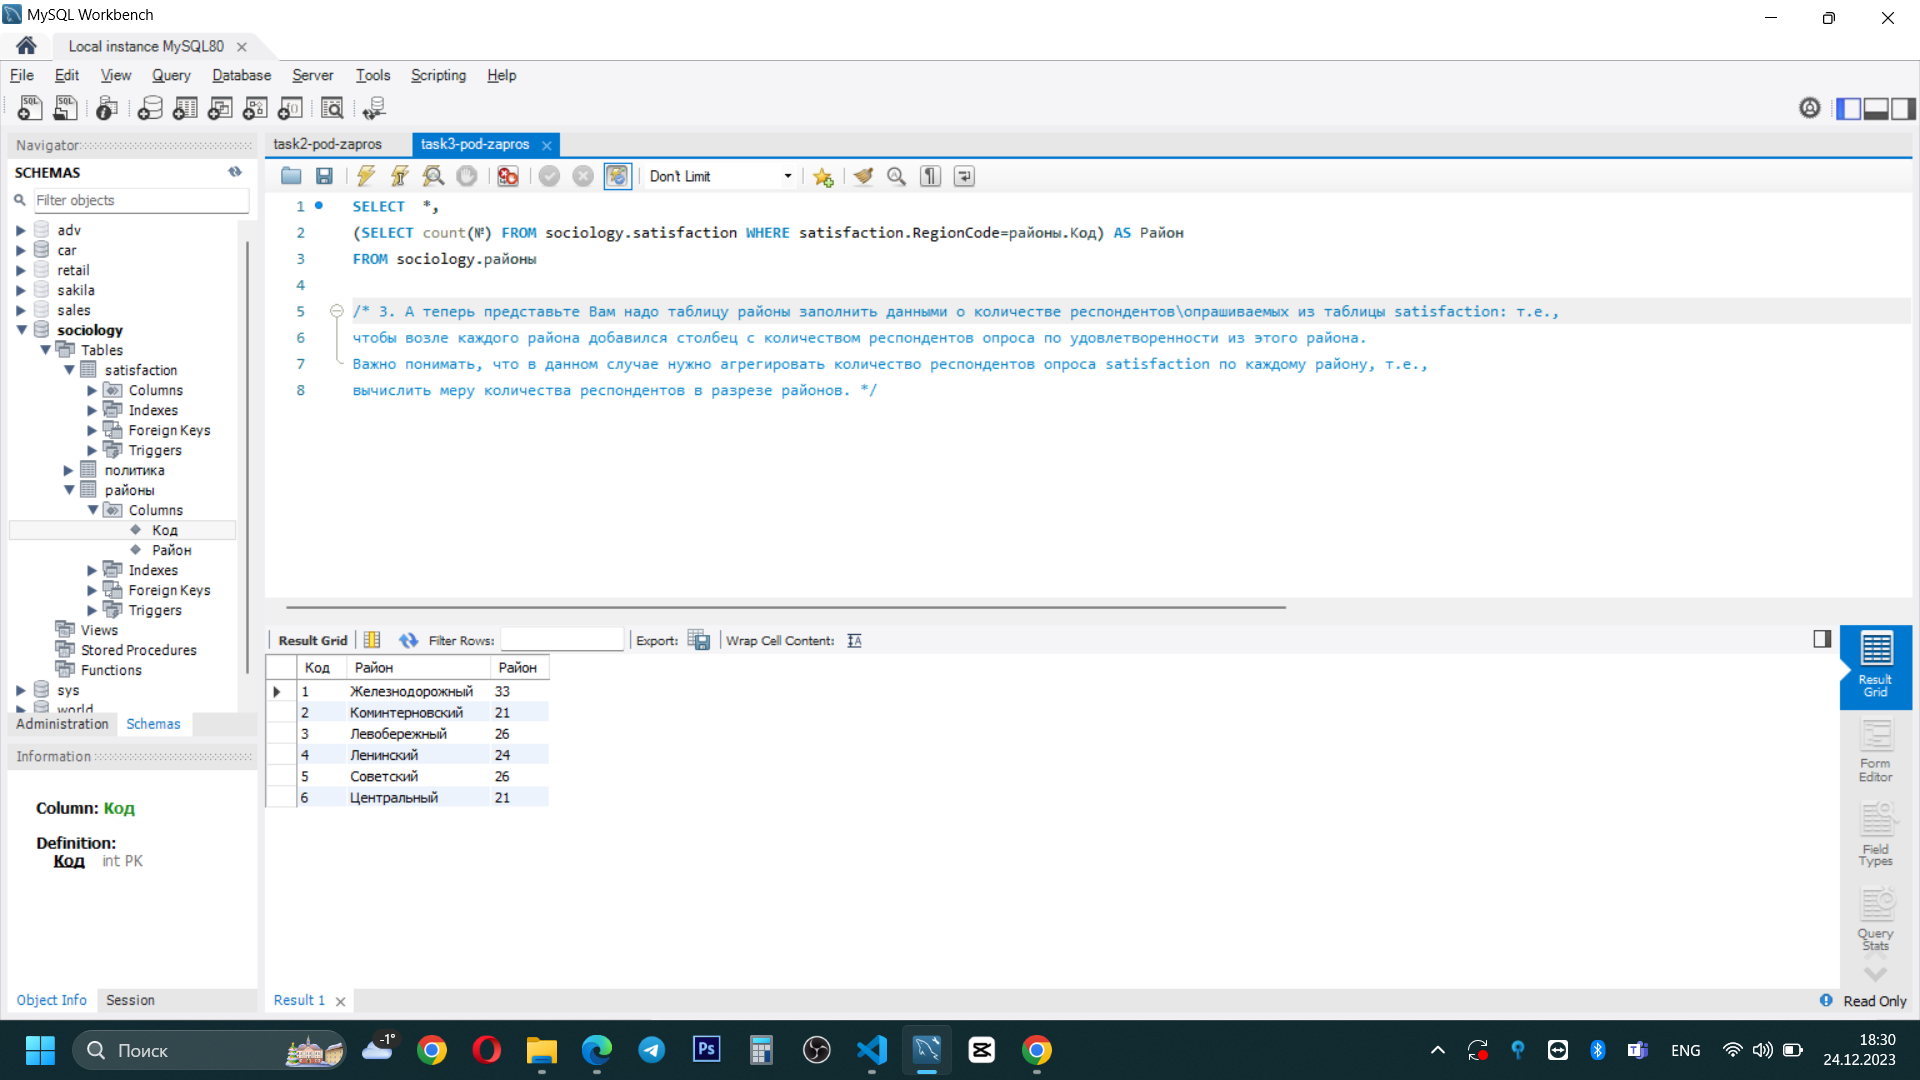 MySQL Workbench
Local instance MySQL80
File Edit View Query Database Server Tools Scripting Help
Navigator
SCHEMAS
Filter objects
adv
car
retail
sakila
sales
sociology
Tables
satisfaction
Columns
Indexes
Foreign Keys
Triggers
политика
районы
Columns
Код
Район
Indexes
Foreign Keys
Triggers
Views
Stored Procedures
Functions
sys
world
Administration Schemas
Information
Column: Код
Definition:
Код int PK
Object Info Session
task2-pod-zapros task3-pod-zapros
Don't Limit
1 SELECT *,
2 (SELECT count(№) FROM sociology.satisfaction WHERE satisfaction.RegionCode=районы.Код) AS Район
3 FROM sociology.районы
4
5 /* 3. А теперь представьте Вам надо таблицу районы заполнить данными о количестве респондентов\опрашиваемых из таблицы satisfaction: т.е.,
6 чтобы возле каждого района добавился столбец с количеством респондентов опроса по удовлетворенности из этого района.
7 Важно понимать, что в данном случае нужно агрегировать количество респондентов опроса satisfaction по каждому району, т.е.,
8 вычислить меру количества респондентов в разрезе районов. */
Result Grid Filter Rows: Export: Wrap Cell Content:
Код Район Район
1 Железнодорожный 33
2 Коминтерновский 21
3 Левобережный 26
4 Ленинский 24
5 Советский 26
6 Центральный 21
Result
Grid
Form
Editor
Field
Types
Query
Stats
Result 1
Read Only
Поиск
-1°
Ps
ENG
18:30
24.12.2023